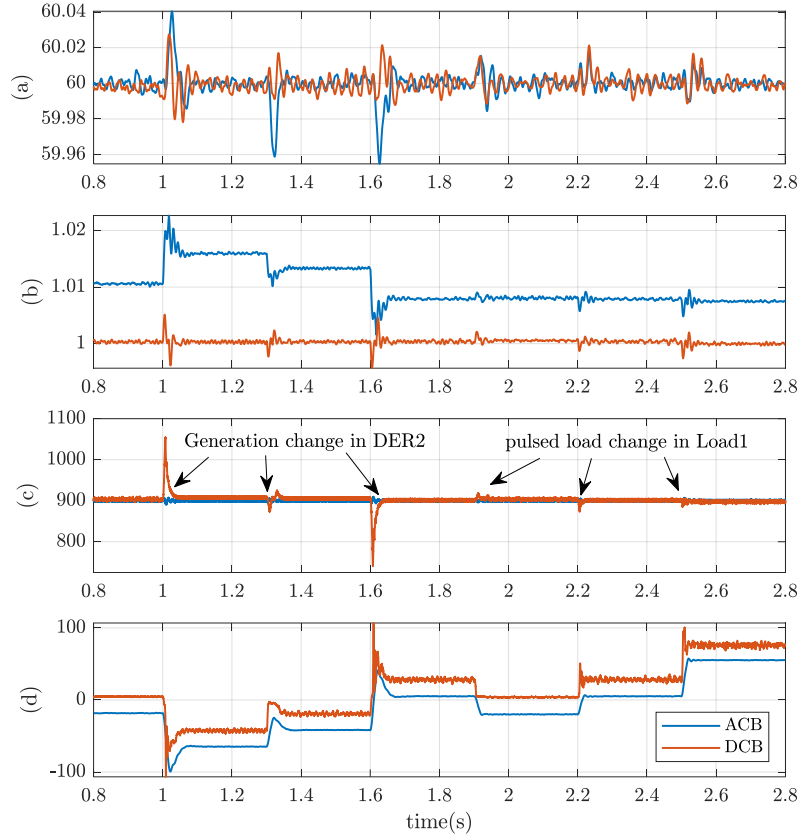 60.04
60.02
60
59.98
59.96
(a)
0.8 1 1.2 1.4 1.6 1.8 2 2.2 2.4 2.6 2.8
1.02
1.01
1
(b)
0.8 1 1.2 1.4 1.6 1.8 2 2.2 2.4 2.6 2.8
1100
1000
900
800
(c)
Generation change in DER2
pulsed load change in Load1
0.8 1 1.2 1.4 1.6 1.8 2 2.2 2.4 2.6 2.8
100
0
-100
(d)
ACB
DCB
0.8 1 1.2 1.4 1.6 1.8 2 2.2 2.4 2.6 2.8
time(s)